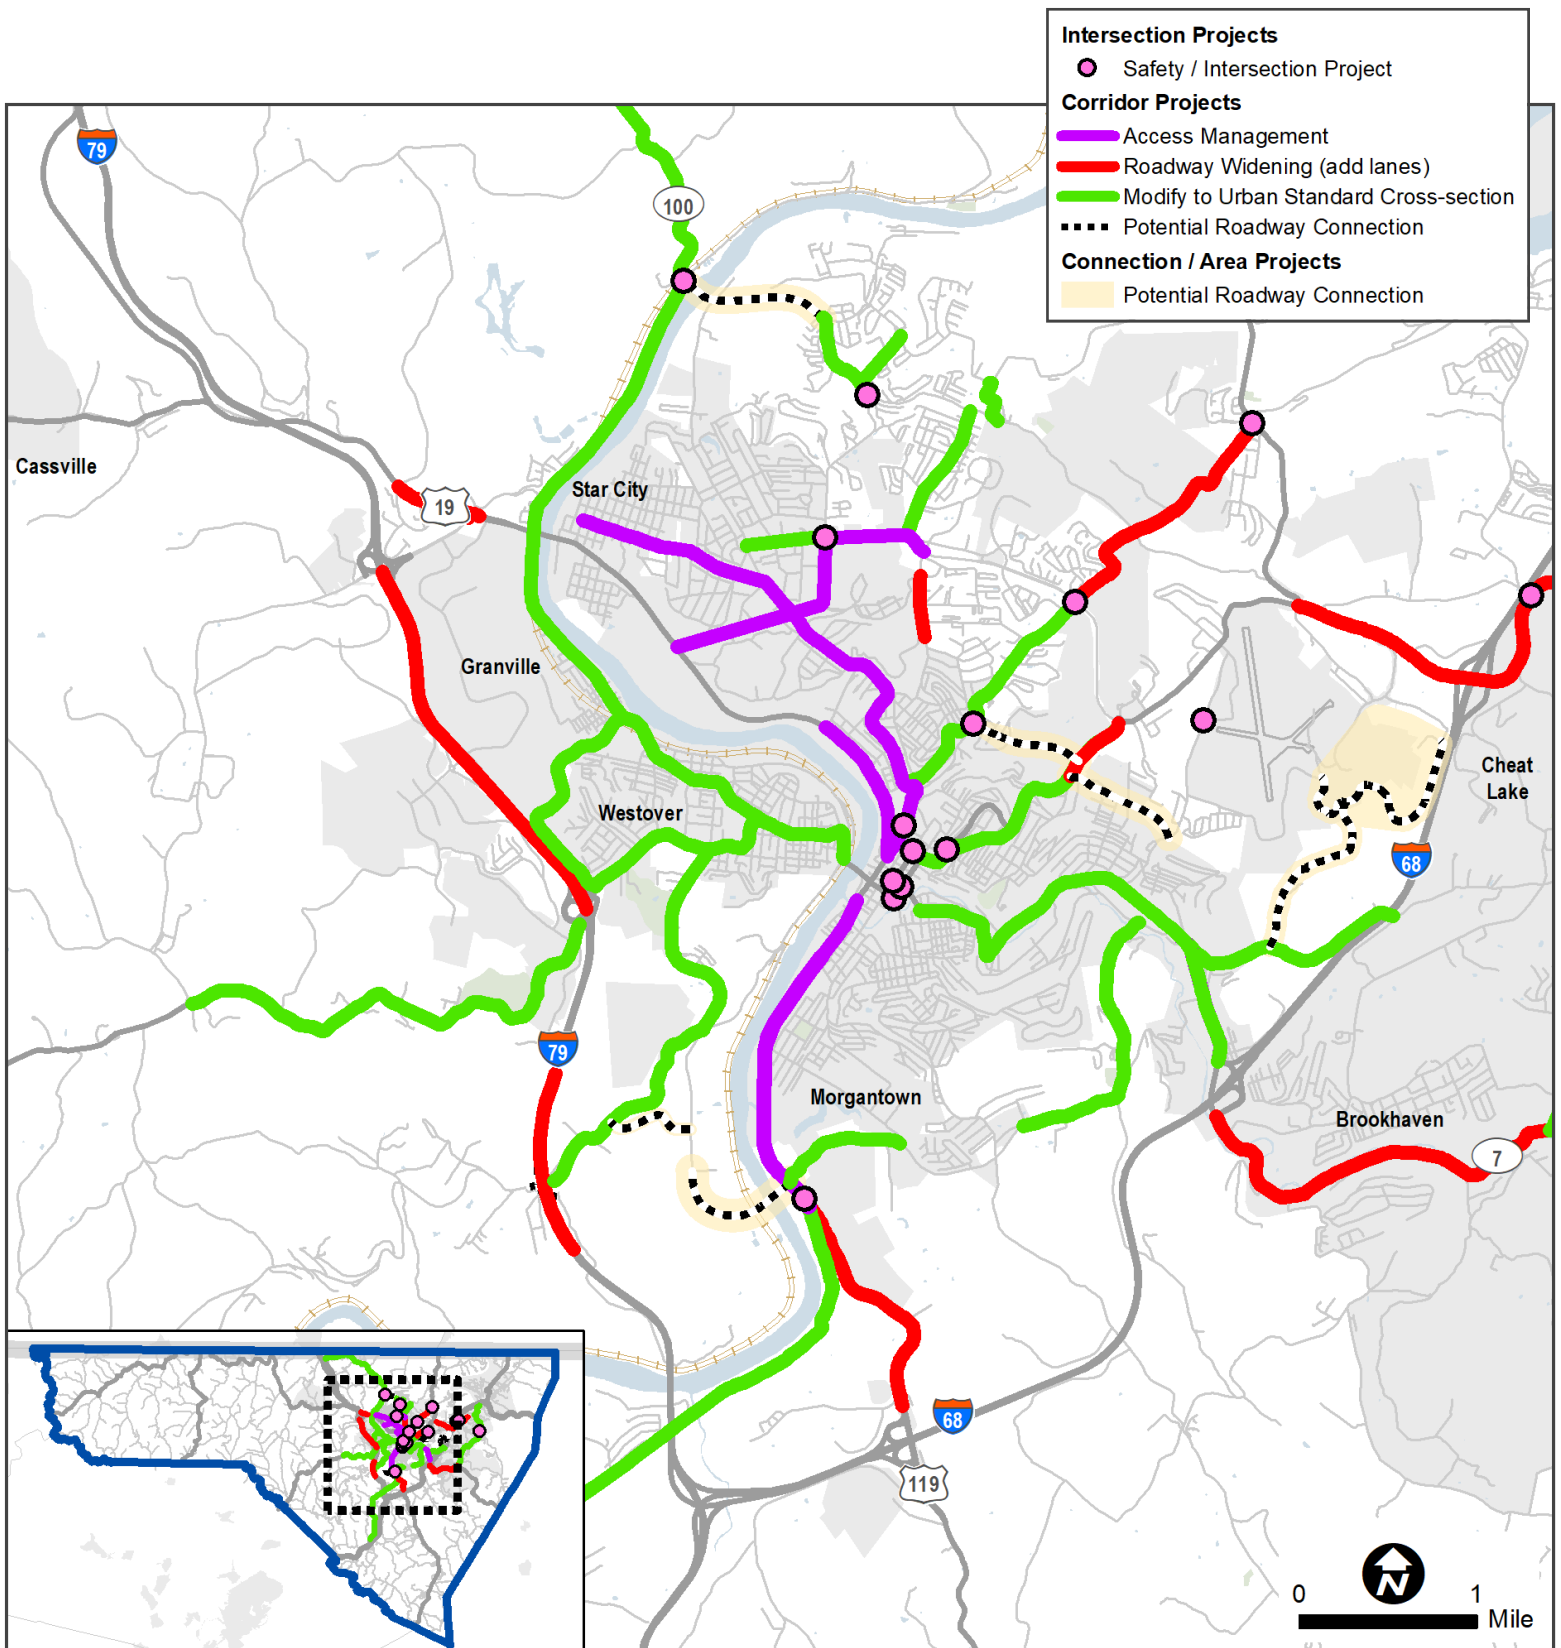 Intersection Projects
Safety / Intersection Project
Corridor Projects
Access Management
Roadway Widening (add lanes)
Modify to Urban Standard Cross-section
Potential Roadway Connection
Connection / Area Projects
Potential Roadway Connection
79
100
Cassville
19
Star City
Granville
Westover
Cheat
Lake
68
79
Morgantown
Brookhaven
7
68
119
N
0 1
Mile